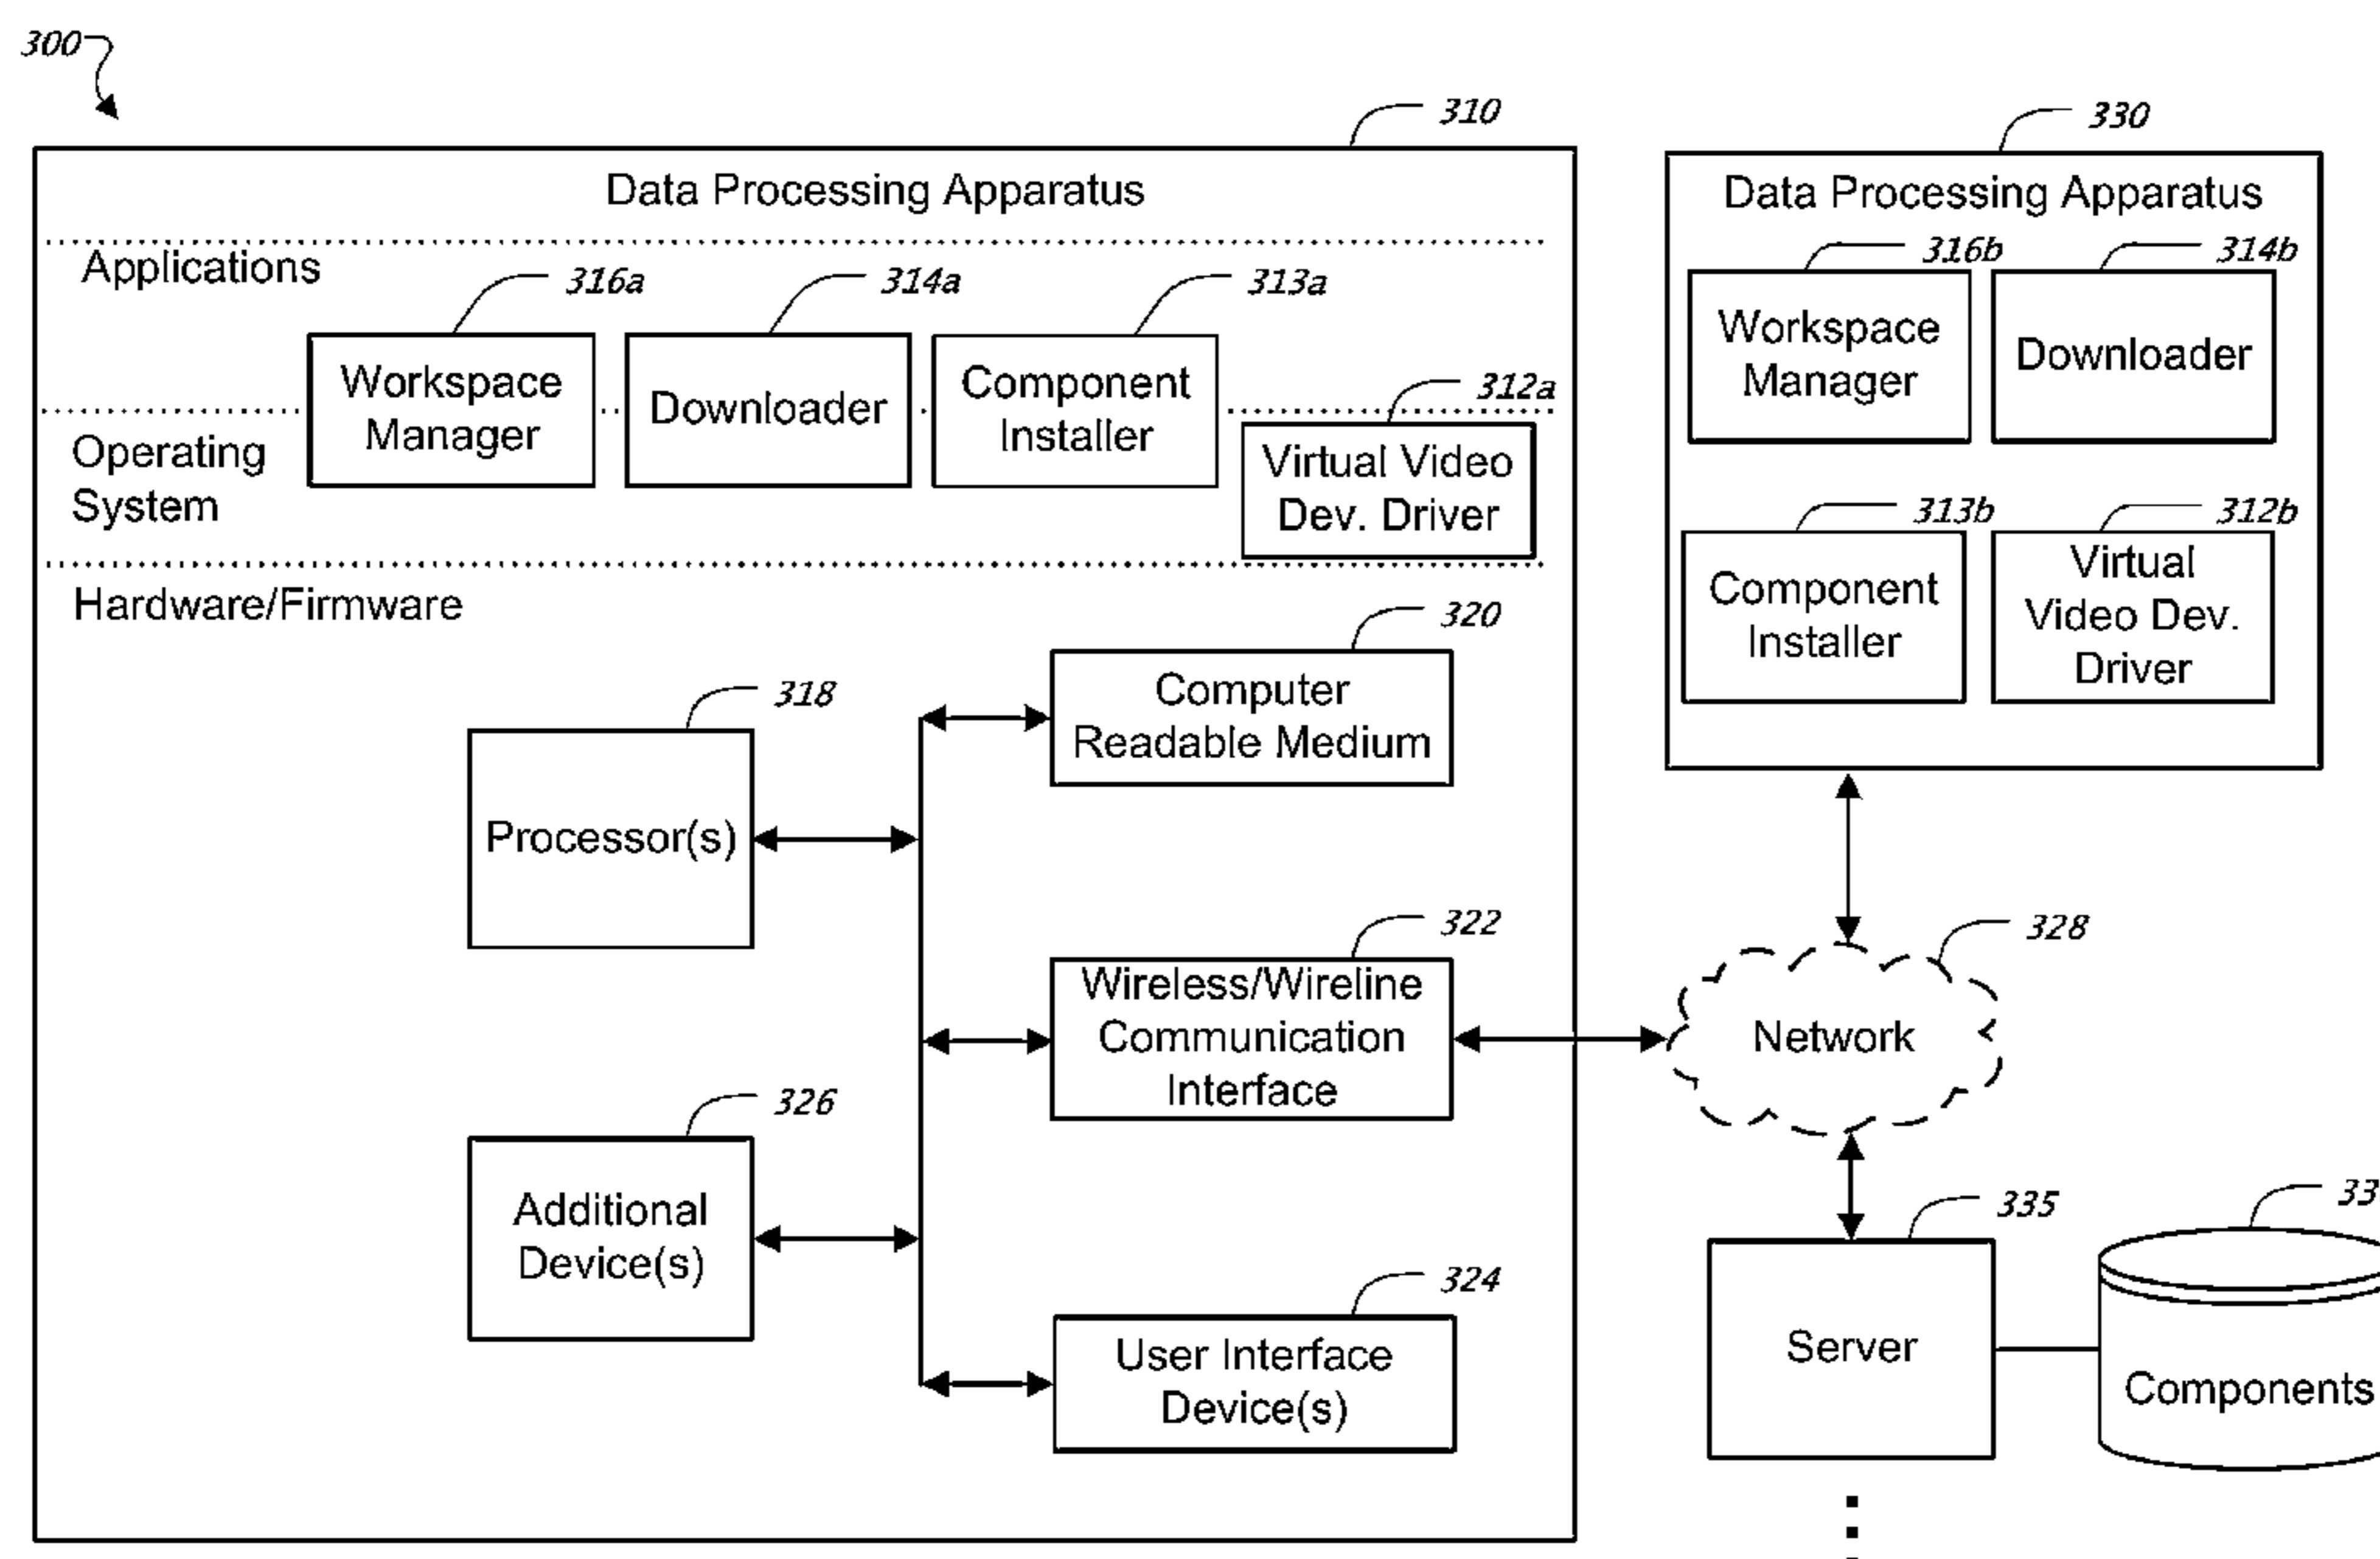 300
310
330
Data Processing Apparatus
Data Processing Apparatus
Applications
316a
314a
313a
316b
314b
Workspace
Manager
Downloader
Component
Installer
312a
Workspace
Manager
Downloader
Operating
System
Virtual Video
Dev. Driver
313b
312b
Component
Installer
Virtual
Video Dev.
Driver
Hardware/Firmware
320
Computer
Readable Medium
318
Processor(s)
322
Wireless/Wireline
Communication
Interface
328
Network
326
Additional
Device(s)
324
User Interface
Device(s)
335
Server
33
Components